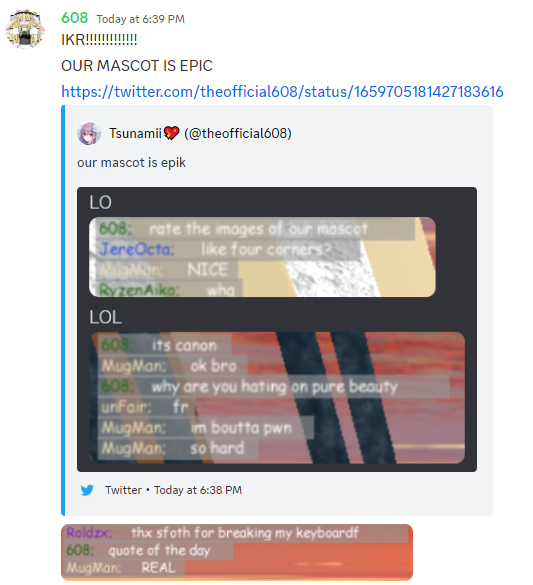 608 Today at 6:39 PM
IKR!!!!!!!!!!!!!
OUR MASCOT IS EPIC
https://twitter.com/theofficial608/status/1659705181427183616
Tsunamii💖 (@theofficial608)
our mascot is epik
LO
608: rate the images of our mascot
JereOcta: like four corners?
MugMan: NICE
RyzenAiko: wha
LOL
608: its canon
MugMan: ok bro
608: why are you hating on pure beauty
unFair: fr
MugMan: im boutta pwn
MugMan: so hard
Twitter • Today at 6:38 PM
Roldzx: thx sfoth for breaking my keyboardf
608: quote of the day
MugMan: REAL